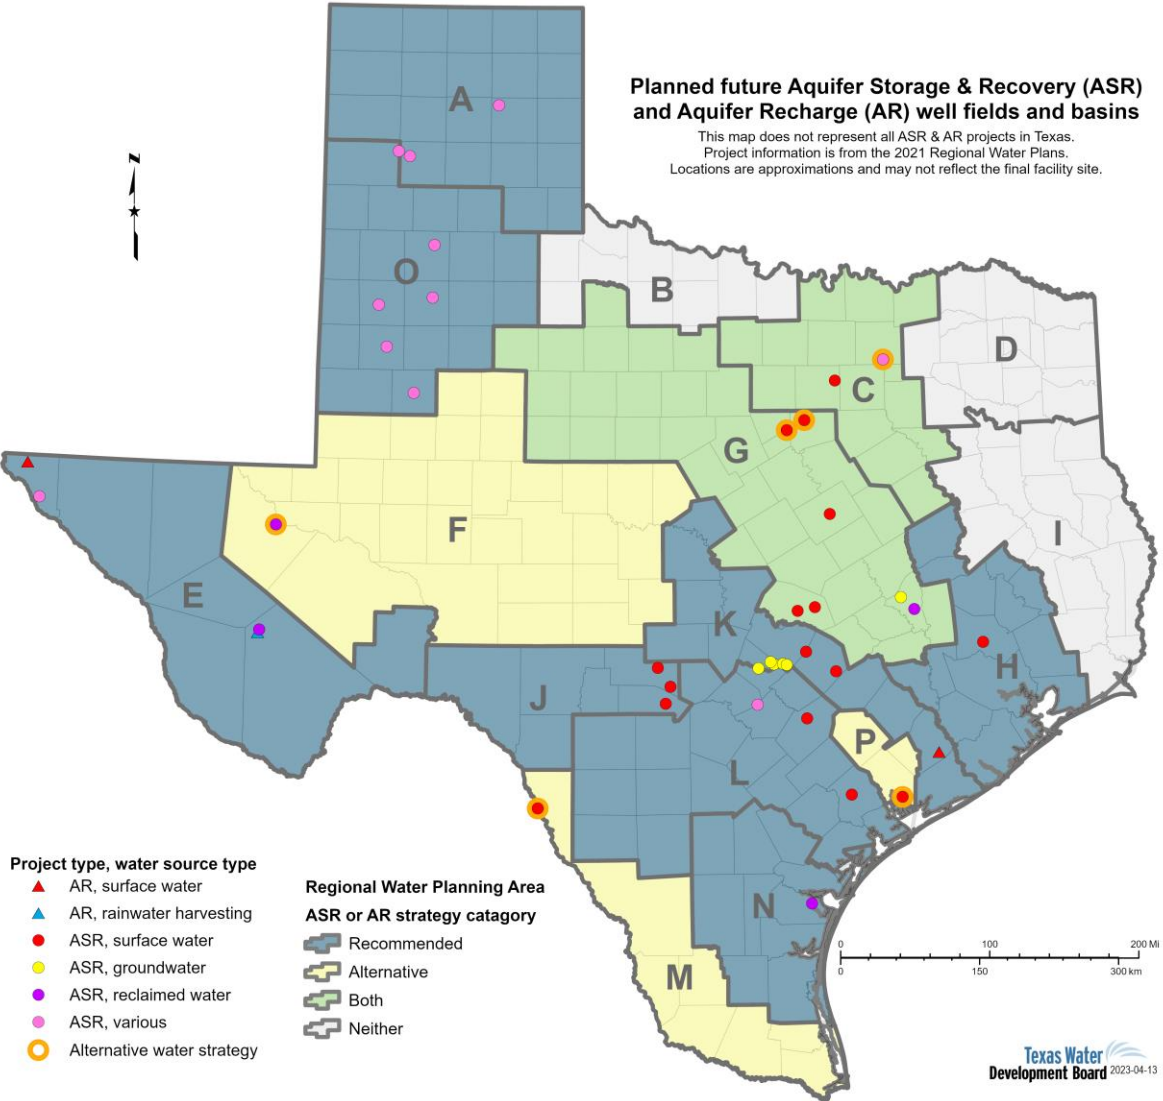 Planned future Aquifer Storage & Recovery (ASR)
and Aquifer Recharge (AR) well fields and basins
This map does not represent all ASR & AR projects in Texas.
Project information is from the 2021 Regional Water Plans.
Locations are approximations and may not reflect the final facility site.
N
A
O
B
D
C
G
F
I
E
K
H
J
P
L
N
M
Project type, water source type
AR, surface water
AR, rainwater harvesting
ASR, surface water
ASR, groundwater
ASR, reclaimed water
ASR, various
Alternative water strategy
Regional Water Planning Area
ASR or AR strategy catagory
Recommended
Alternative
Both
Neither
0 100 200 Mi
0 150 300 km
Texas Water
Development Board 2023-04-13